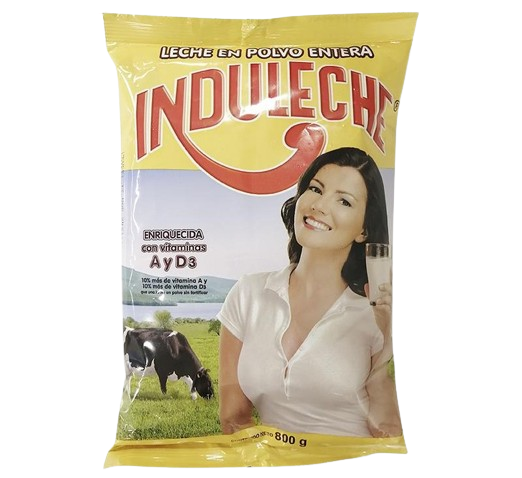 LECHE EN POLVO ENTERA
INDULECHE
ENRIQUECIDA
con vitaminas
A y D3
10% más de vitamina A y
10% más de vitamina D3
800 g